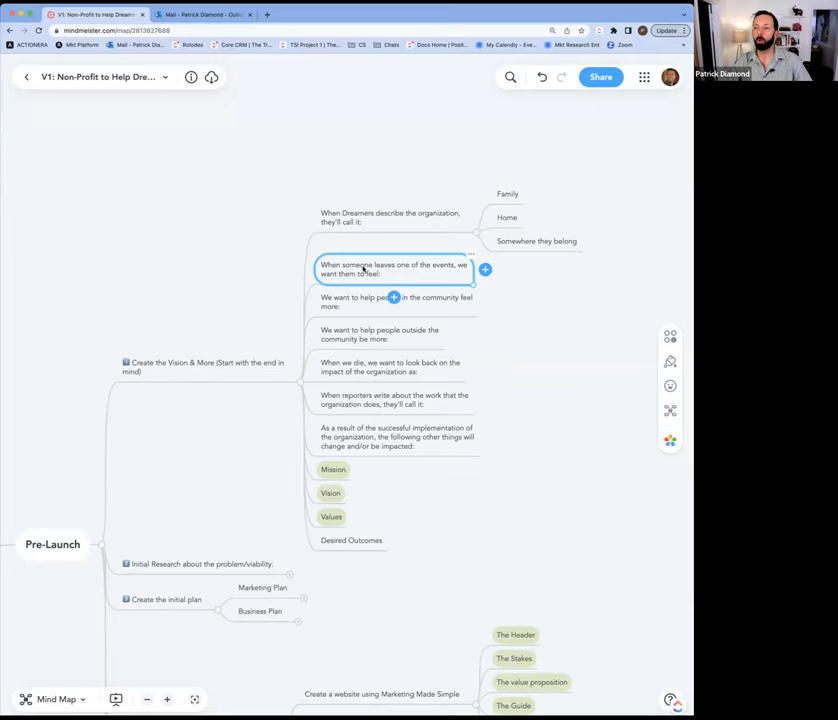 V1: Non-Profit to Help Dreamers
Mail - Patrick Diamond - Outlo
mindmeister.com/map/2813627688
Update
ACTIONERA
Mkt Platform
Mail - Patrick Dia...
Rolodex
Core CRM | The Tr...
TSI Project 1 | The...
CS
Chats
Docs Home | Posit...
My Calendly - Eve...
Mkt Research Ent
Zoom
Patrick Diamond
V1: Non-Profit to Help Dre...
Share
When Dreamers describe the organization,
they'll call it:
Family
Home
Somewhere they belong
When someone leaves one of the events, we
want them to feel:
We want to help in the community feel
more:
We want to help people outside the
community be more:
When we die, we want to look back on the
impact of the organization as:
When reporters write about the work that the
organization does, they'll call it:
As a result of the successful implementation of
the organization, the following other things will
change and/or be impacted:
Mission
Vision
Values
Desired Outcomes
1 Create the Vision & More (Start with the end in
mind)
Pre-Launch
2 Initial Research about the problem/viability:
Create the initial plan
Marketing Plan
Business Plan
Create a website using Marketing Made Simple
The Header
The Stakes
The value proposition
The Guide
Mind Map